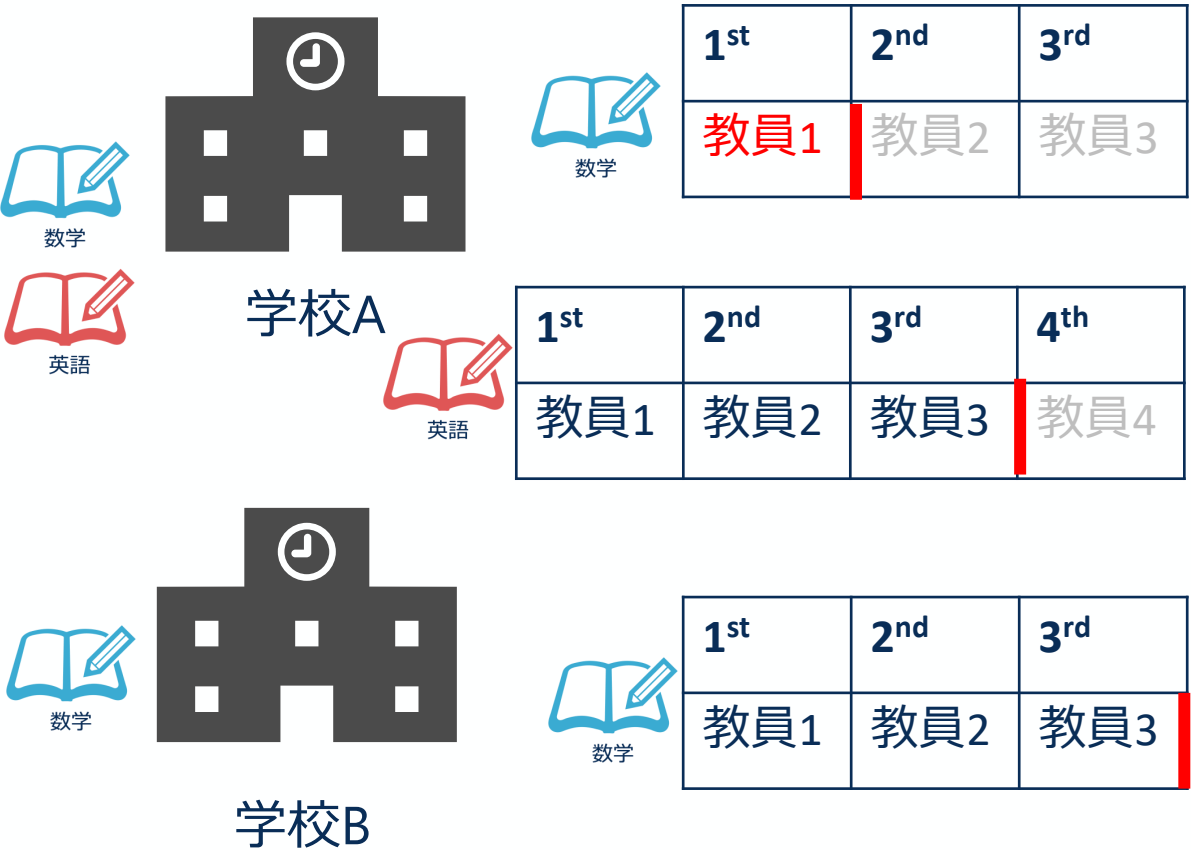 1st 2nd 3rd
教員1 教員2 教員3
数学
数学
学校A
英語
1st 2nd 3rd 4th
教員1 教員2 教員3 教員4
英語
1st 2nd 3rd
教員1 教員2 教員3
数学
数学
学校B